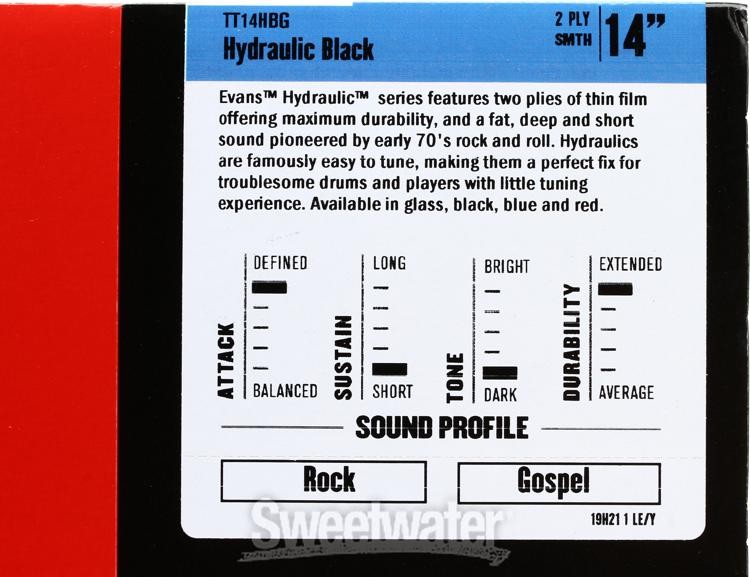 TT14HBG
Hydraulic Black
2 PLY
SMTH
14”
Evans™ Hydraulic™ series features two plies of thin film
offering maximum durability, and a fat, deep and short
sound pioneered by early 70's rock and roll. Hydraulics
are famously easy to tune, making them a perfect fix for
troublesome drums and players with little tuning
experience. Available in glass, black, blue and red.
ATTACK
DEFINED
BALANCED
SUSTAIN
LONG
SHORT
TONE
BRIGHT
DARK
DURABILITY
EXTENDED
AVERAGE
SOUND PROFILE
Rock
Gospel
19H21 1 LE/Y
Sweetwater